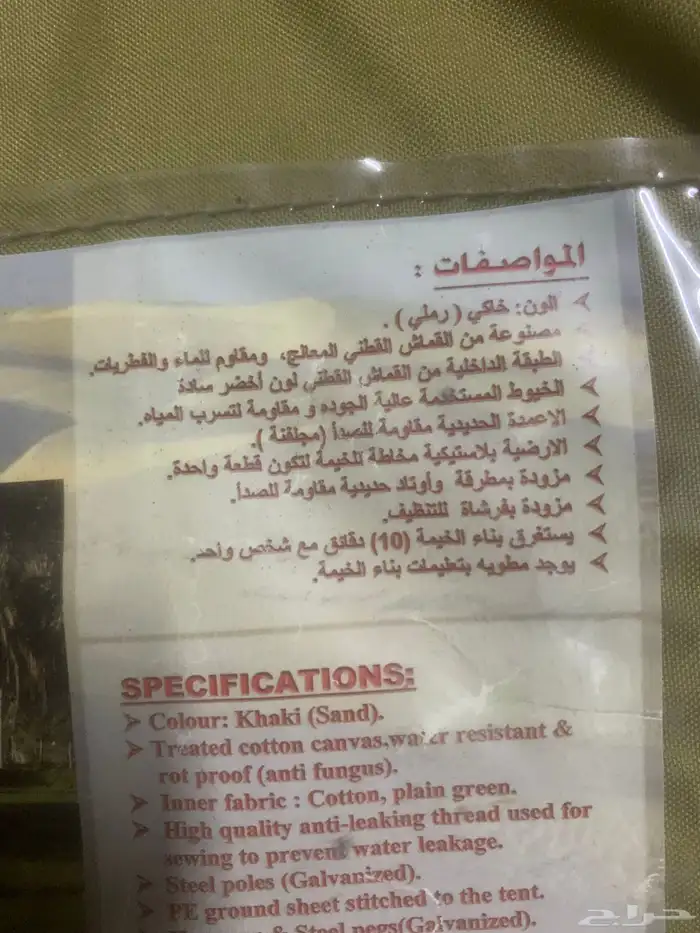 المواصفات :
الون: خاكي ( رملي ) .
مصنوعة من القماش القطني المعالج، ومقاوم للماء والفطريات.
الطبقة الداخلية من القماش القطني لون أخضر سادة
الخيوط المستخدمة عالية الجوده و مقاومة لتسرب المياه.
الاعمدة الحديدية مقاومة للصدأ (مجلفنة ).
الارضية بلاستيكية مخاطة للخيمة لتكون قطعة واحدة.
مزودة بمطرقة وأوتاد حديدية مقاومة للصدأ.
مزودة بفرشاة للتنظيف.
يستغرق بناء الخيمة (10) دقائق مع شخص واحد.
يوجد مطويه بتعليمات بناء الخيمة.
SPECIFICATIONS:
Colour: Khaki (Sand).
Treated cotton canvas,water resistant &
rot proof (anti fungus).
Inner fabric : Cotton, plain green.
High quality anti-leaking thread used for
sewing to prevent water leakage.
Steel poles (Galvanized).
PE ground sheet stitched to the tent.
& Steel pegs(Galvanized).
حراج